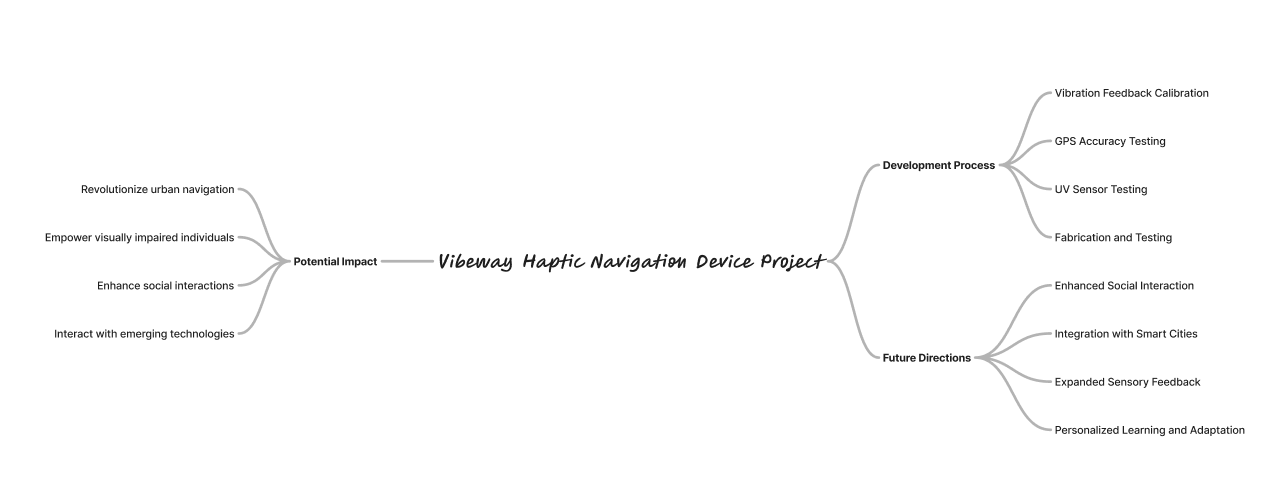 Vibeway Haptic Navigation Device Project
Development Process
Vibration Feedback Calibration
GPS Accuracy Testing
UV Sensor Testing
Fabrication and Testing
Future Directions
Enhanced Social Interaction
Integration with Smart Cities
Expanded Sensory Feedback
Personalized Learning and Adaptation
Potential Impact
Revolutionize urban navigation
Empower visually impaired individuals
Enhance social interactions
Interact with emerging technologies